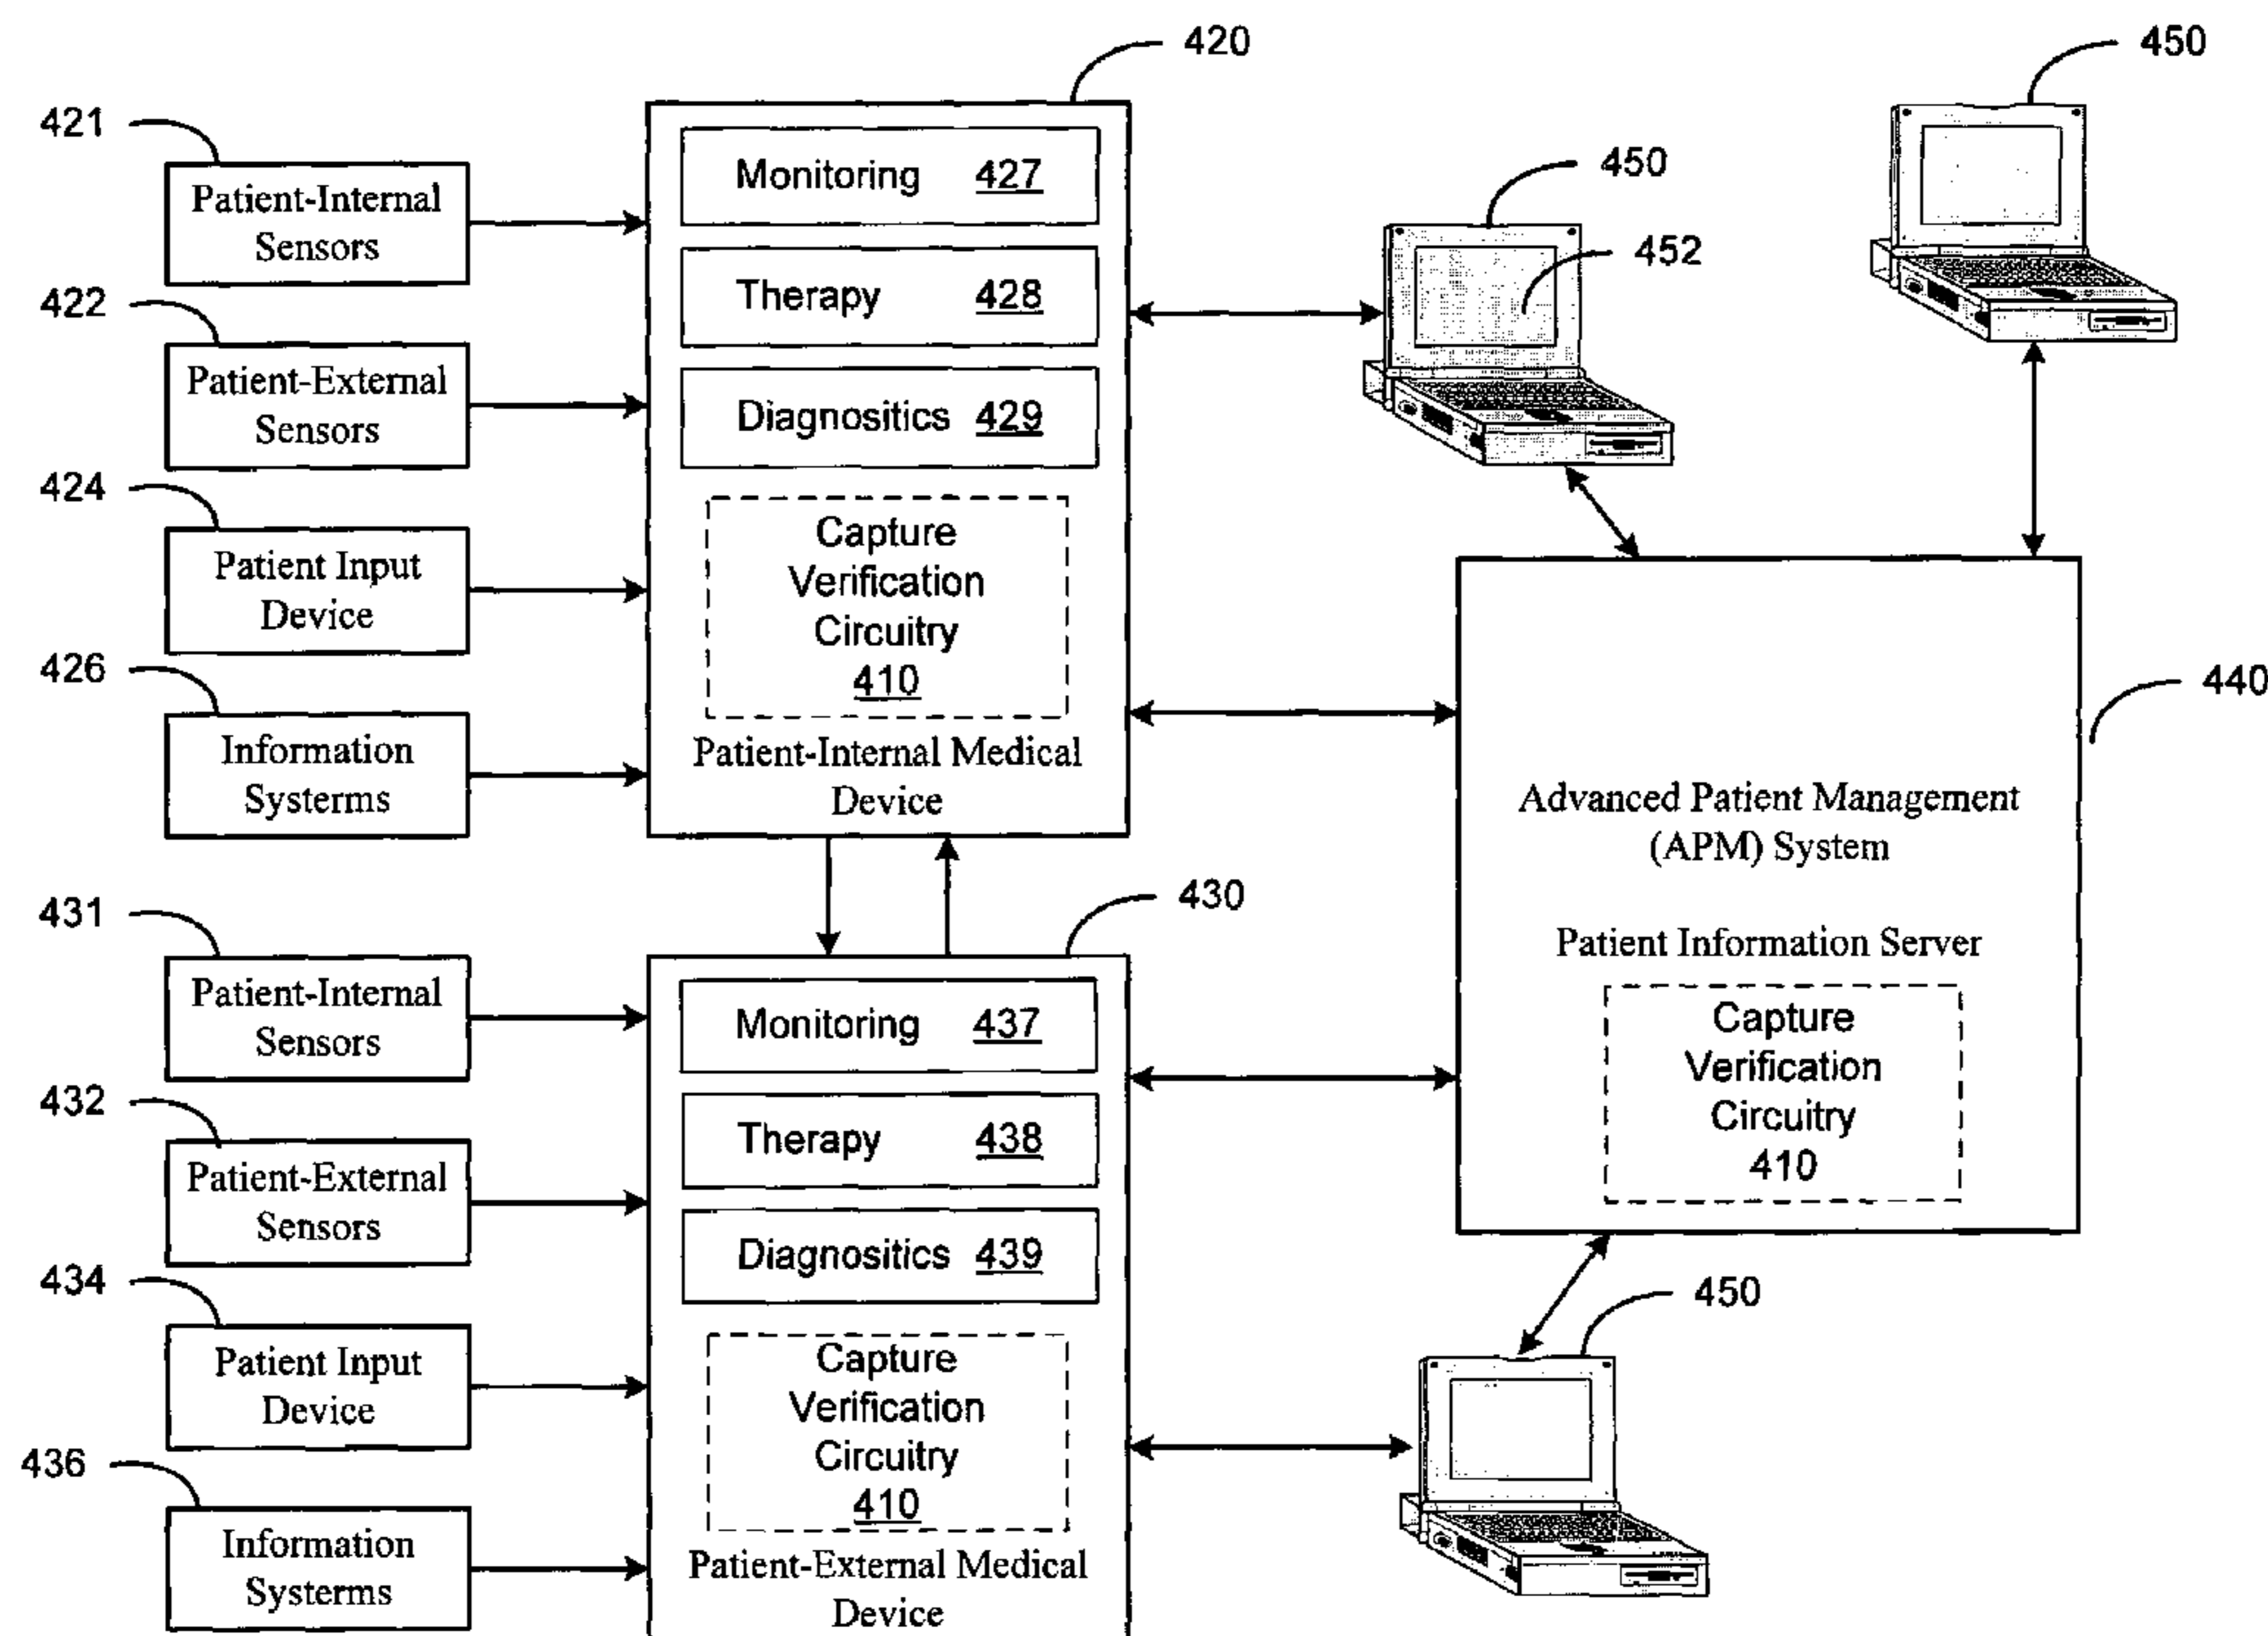 420
450
421
Patient-Internal
Sensors
Monitoring 427
450
452
422
Patient-External
Sensors
Therapy 428
Diagnositics 429
424
Patient Input
Device
Capture
Verification
Circuitry
410
426
Information
Systerms
Patient-Internal Medical
Device
440
Advanced Patient Management
(APM) System
Patient Information Server
Capture
Verification
Circuitry
410
430
431
Patient-Internal
Sensors
Monitoring 437
432
Patient-External
Sensors
Therapy 438
Diagnositics 439
434
Patient Input
Device
Capture
Verification
Circuitry
410
450
436
Information
Systerms
Patient-External Medical
Device